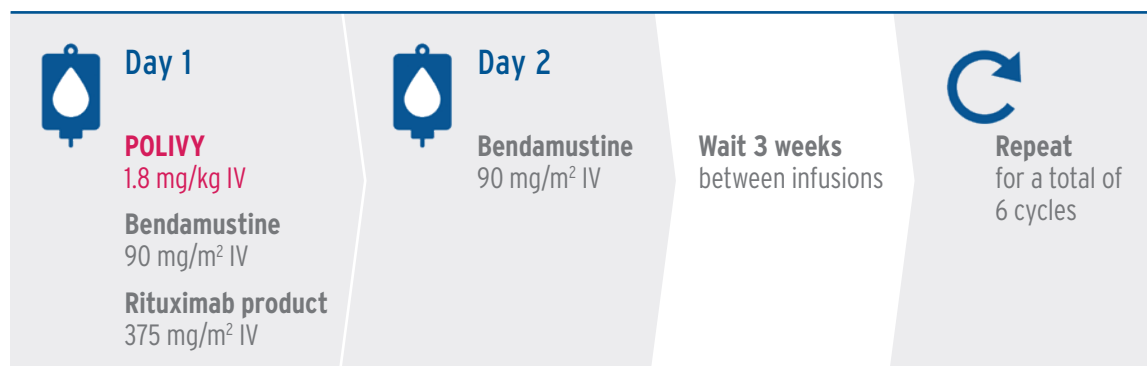 Day 1
POLIVY
1.8 mg/kg IV
Bendamustine
90 mg/m² IV
Rituximab product
375 mg/m² IV
Day 2
Bendamustine
90 mg/m² IV
Wait 3 weeks
between infusions
Repeat
for a total of
6 cycles